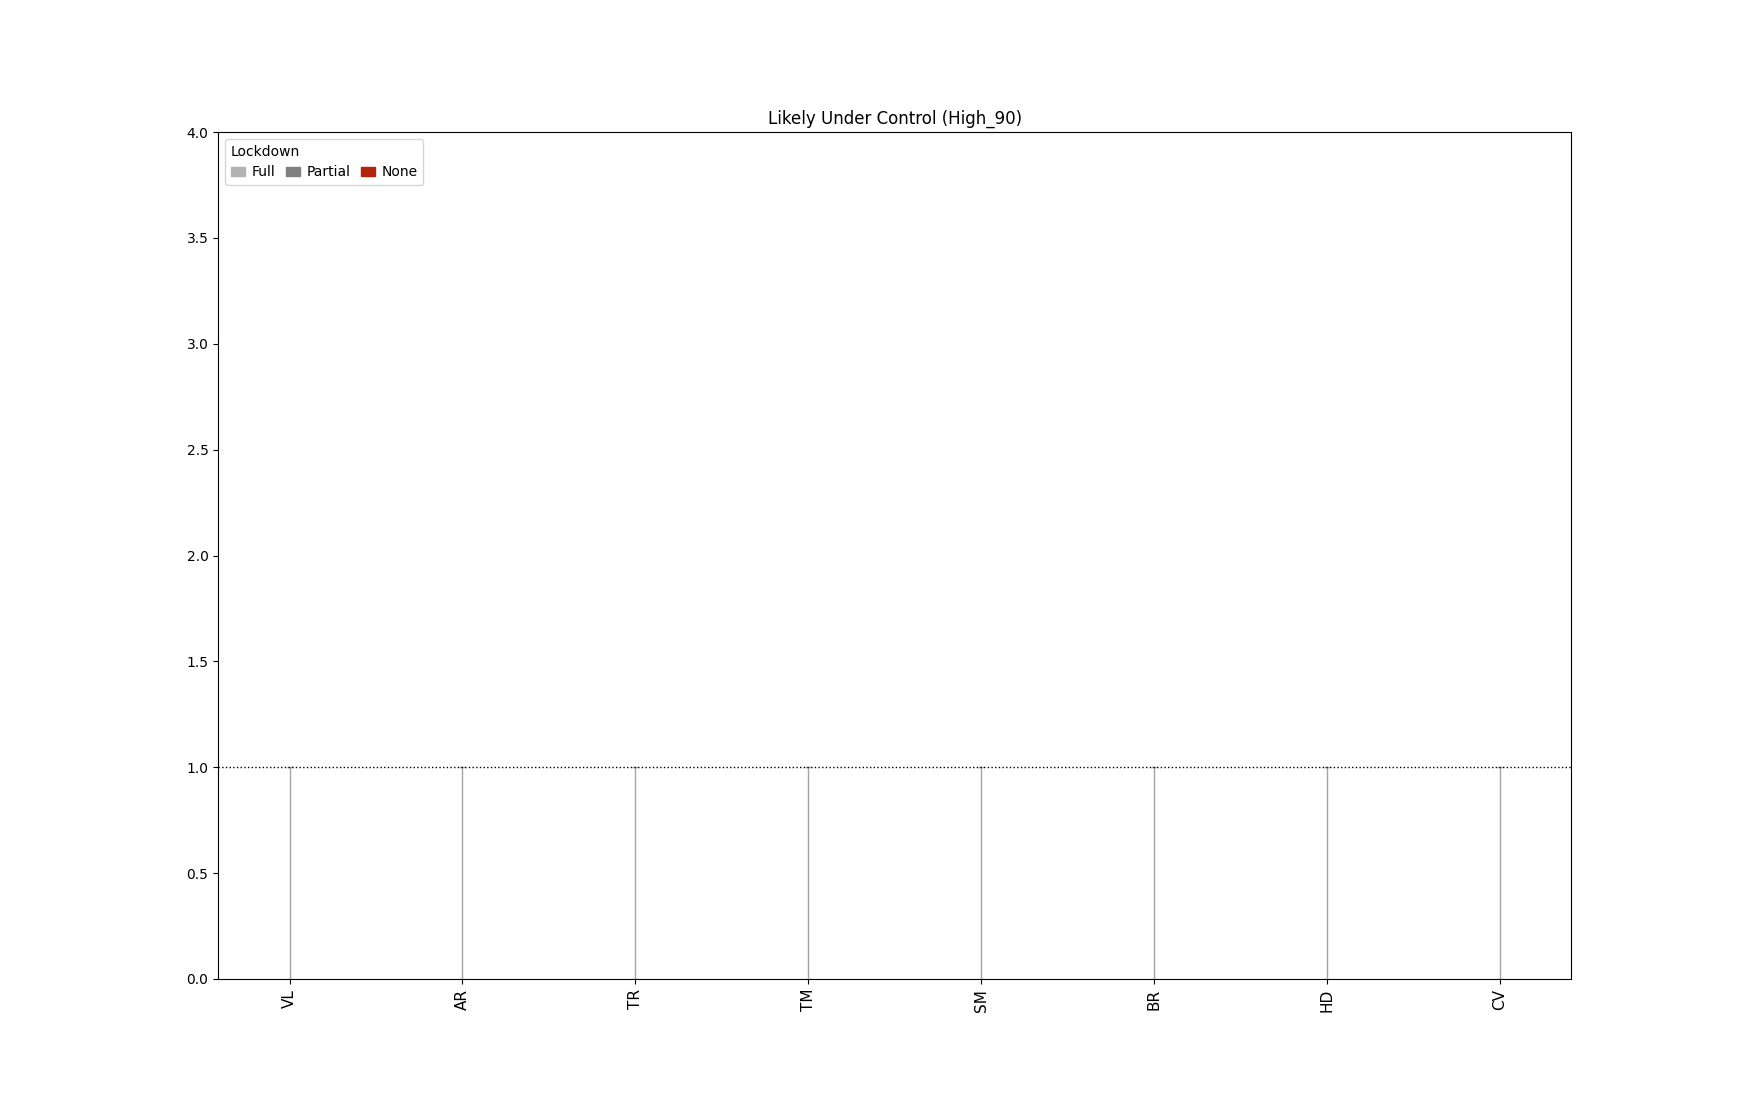 Likely Under Control (High_90)
4.0
Lockdown
Full Partial None
3.5
3.0
2.5
2.0
1.5
1.0
0.5
0.0
VL AR TR TM SM BR HD CV